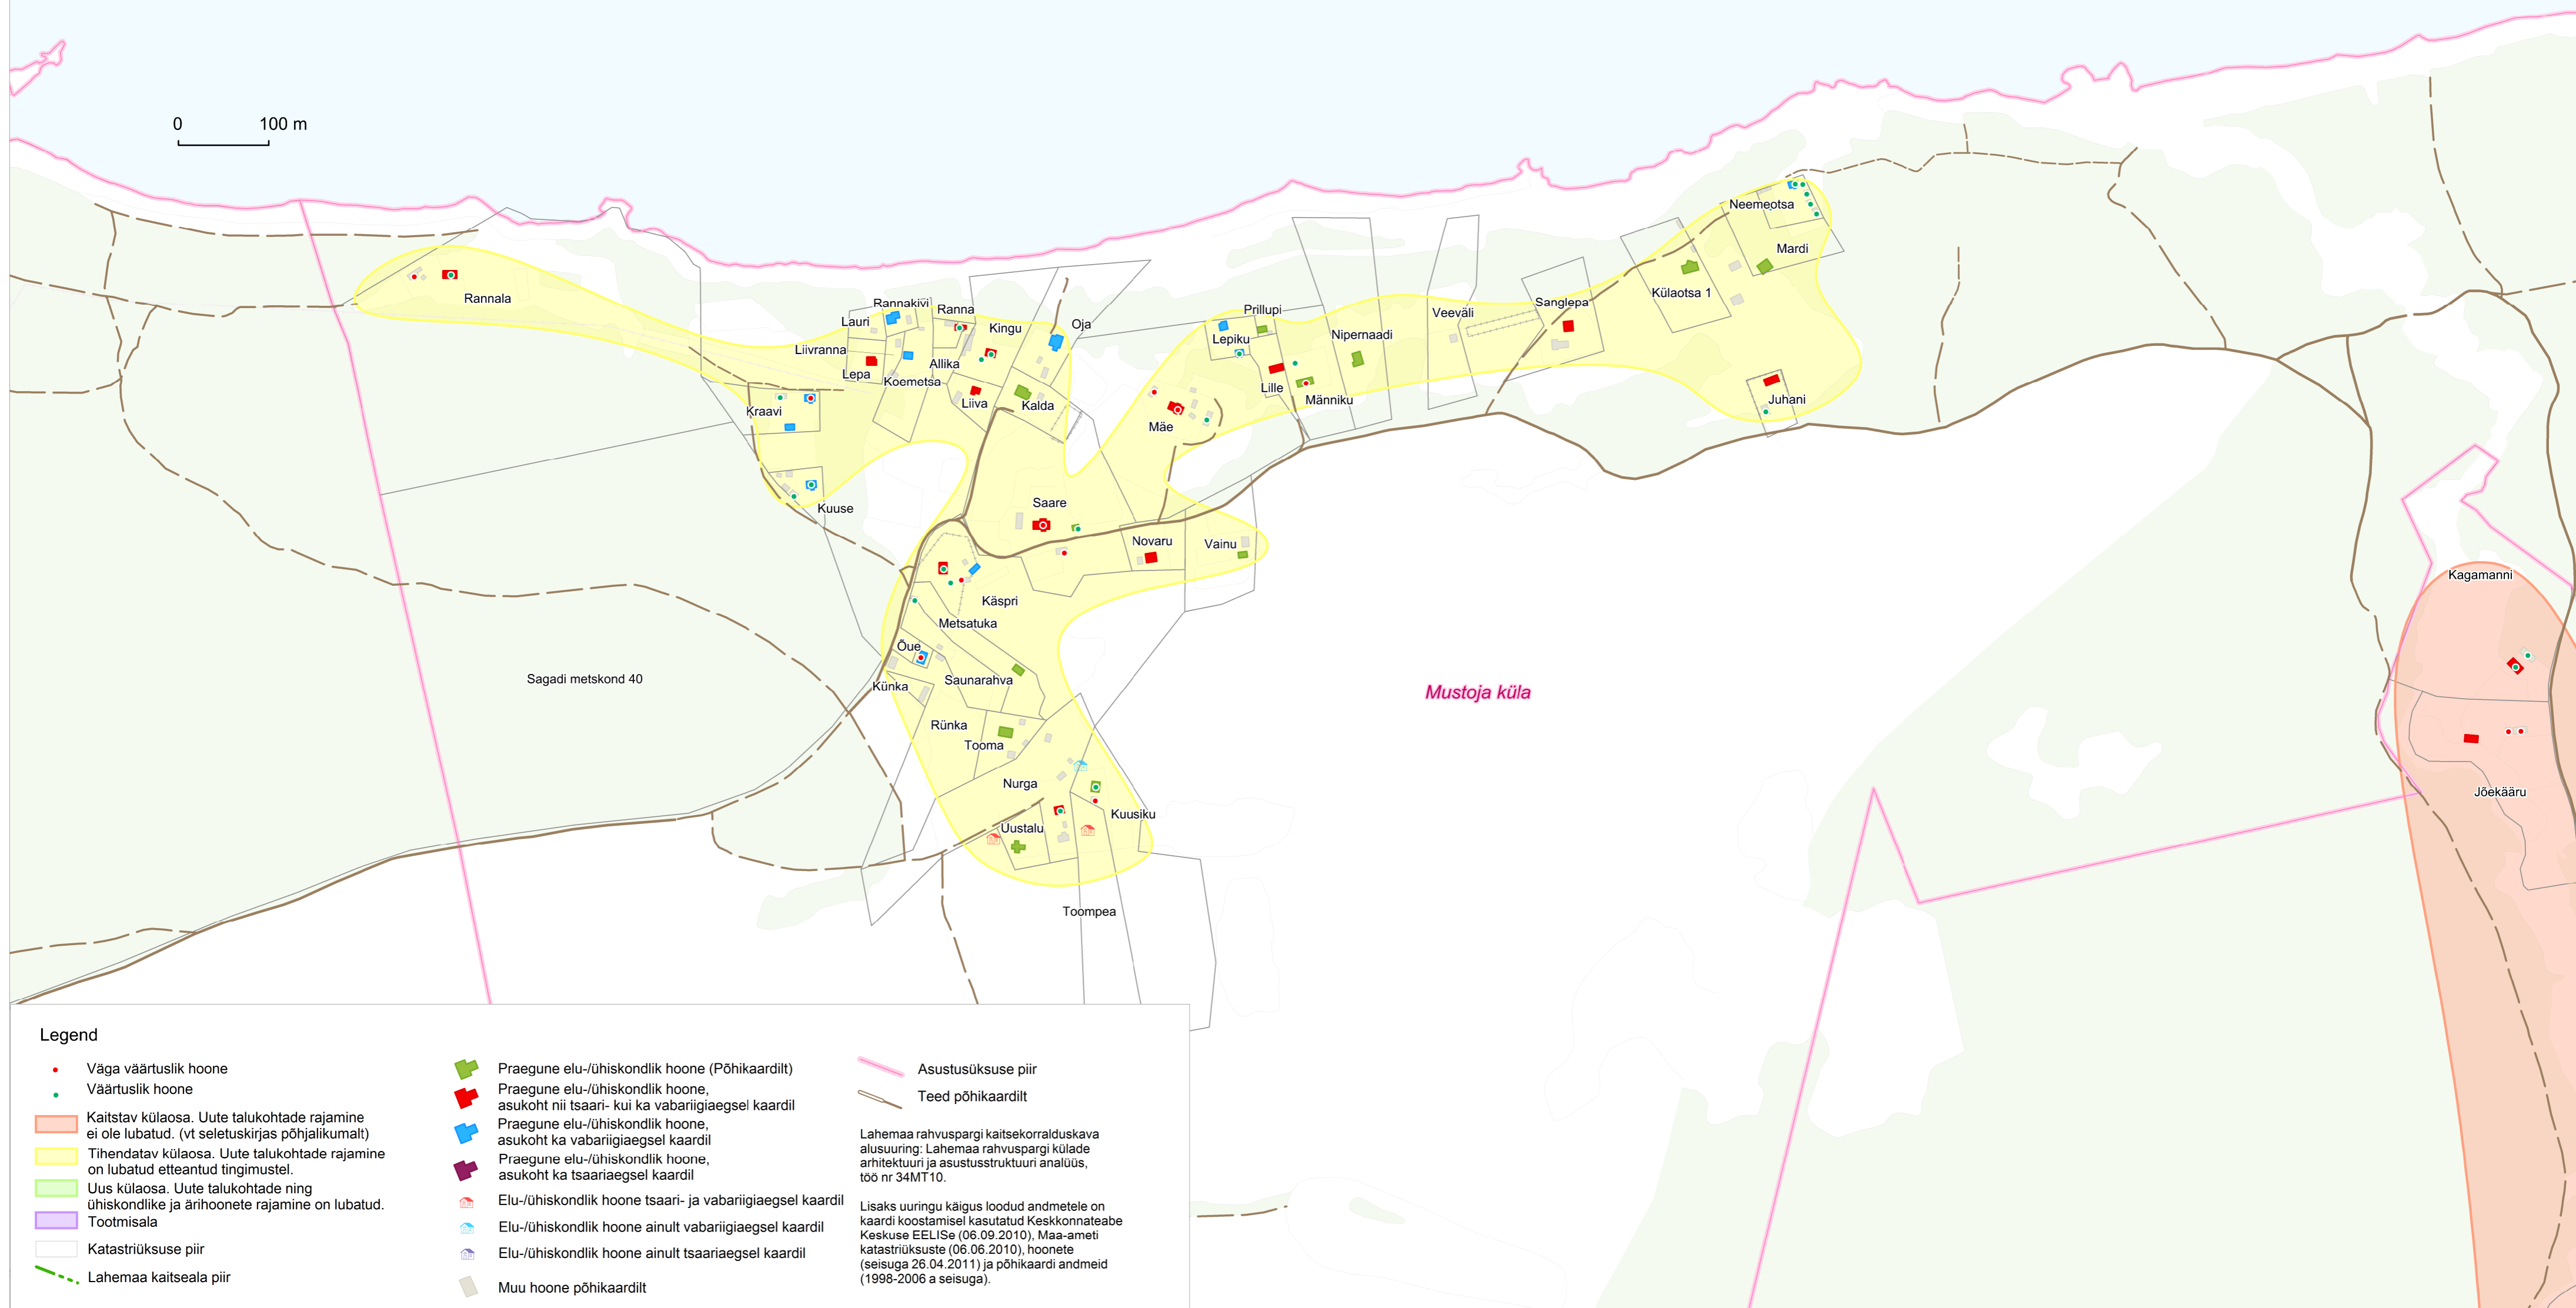 0 100 m
Neemeotsa
Mardi
Rannala
Külaotsa 1
Rannakivi
Ranna
Prillupi
Sanglepa
Lauri
Kingu
Oja
Veeväli
Lepiku
Nipernaadi
Liivranna
Allika
Lepa
Koemetsa
Lille
Männiku
Juhani
Liiva
Kalda
Kraavi
Mäe
Saare
Kuuse
Novaru
Vainu
Kagamanni
Käspri
Metsatuka
Õue
Sagadi metskond 40
Saunarahva
Künka
Mustoja küla
Rünka
Tooma
Nurga
Jõekääru
Kuusiku
Uustalu
Toompea
Legend
Väga väärtuslik hoone
Väärtuslik hoone
Kaitstav külaosa. Uute talukohtade rajamine
ei ole lubatud. (vt seletuskirjas põhjalikumalt)
Tihendatav külaosa. Uute talukohtade rajamine
on lubatud etteantud tingimustel.
Uus külaosa. Uute talukohtade ning
ühiskondlike ja ärihoonete rajamine on lubatud.
Tootmisala
Katastriüksuse piir
Lahemaa kaitseala piir
Praegune elu-/ühiskondlik hoone (Põhikaardilt)
Praegune elu-/ühiskondlik hoone,
asukoht nii tsaari- kui ka vabariigiaegsel kaardil
Praegune elu-/ühiskondlik hoone,
asukoht ka vabariigiaegsel kaardil
Praegune elu-/ühiskondlik hoone,
asukoht ka tsaariaegsel kaardil
Elu-/ühiskondlik hoone tsaari- ja vabariigiaegsel kaardil
Elu-/ühiskondlik hoone ainult vabariigiaegsel kaardil
Elu-/ühiskondlik hoone ainult tsaariaegsel kaardil
Muu hoone põhikaardilt
Asustusüksuse piir
Teed põhikaardilt
Lahemaa rahvuspargi kaitsekorralduskava
alusuuring: Lahemaa rahvuspargi külade
arhitektuuri ja asustusstruktuuri analüüs,
töö nr 34MT10.
Lisaks uuringu käigus loodud andmetele on
kaardi koostamisel kasutatud Keskkonnateabe
Keskuse EELISe (06.09.2010), Maa-ameti
katastriüksuste (06.06.2010), hoonete
(seisuga 26.04.2011) ja põhikaardi andmeid
(1998-2006 a seisuga).